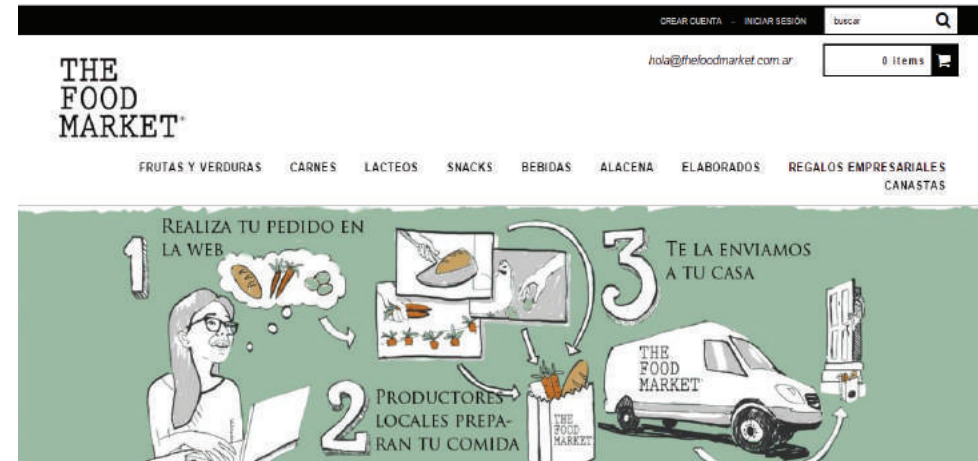 CREAR CUENTA - INICIAR SESIÓN
buscar
hola@thefoodmarket.com.ar
0 items
THE
FOOD
MARKET
FRUTAS Y VERDURAS CARNES LACTEOS SNACKS BEBIDAS ALACENA ELABORADOS REGALOS EMPRESARIALES
CANASTAS
1 REALIZA TU PEDIDO EN
LA WEB
2 PRODUCTORES
LOCALES PREPA-
RAN TU COMIDA
THE
FOOD
MARKET
3 TE LA ENVIAMOS
A TU CASA
THE
FOOD
MARKET